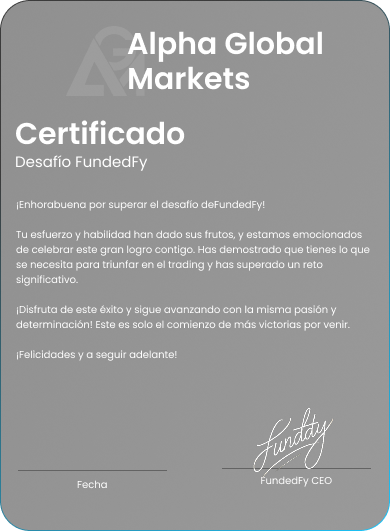 Alpha Global
Markets
Certificado
Desafío FundedFy
¡Enhorabuena por superar el desafío deFundedFy!
Tu esfuerzo y habilidad han dado sus frutos, y estamos emocionados
de celebrar este gran logro contigo. Has demostrado que tienes lo que
se necesita para triunfar en el trading y has superado un reto
significativo.
¡Disfruta de este éxito y sigue avanzando con la misma pasión y
determinación! Este es solo el comienzo de más victorias por venir.
¡Felicidades y a seguir adelante!
Fecha
FundedFy CEO